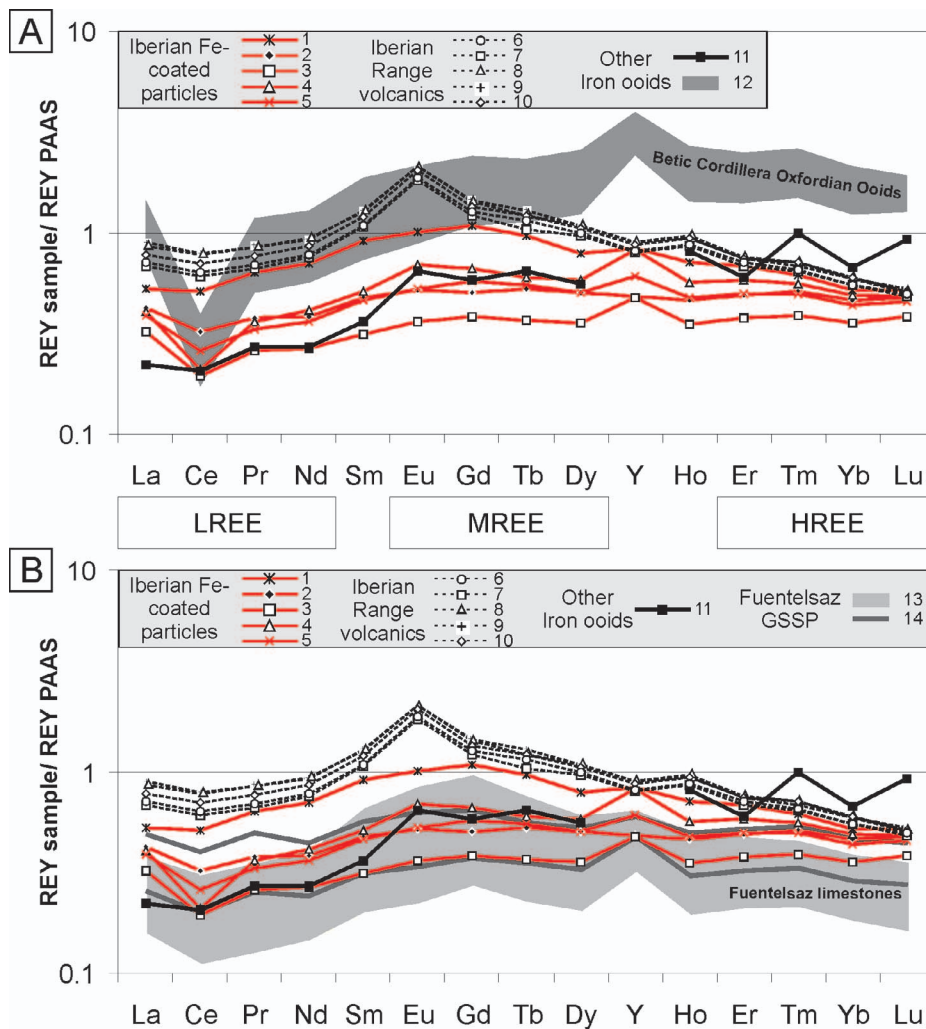 A
10
1
0.1
REY sample/ REY PAAS
Iberian Fe-
coated
particles
1
2
3
4
5
Iberian
Range
volcanics
6
7
8
9
10
Other
Iron ooids
11
12
Betic Cordillera Oxfordian Ooids
La Ce Pr Nd Sm Eu Gd Tb Dy Y Ho Er Tm Yb Lu
LREE MREE HREE
B
10
1
0.1
REY sample/ REY PAAS
Iberian Fe-
coated
particles
1
2
3
4
5
Iberian
Range
volcanics
6
7
8
9
10
Other
Iron ooids
11
Fuentelsaz
GSSP
13
14
Fuentelsaz limestones
La Ce Pr Nd Sm Eu Gd Tb Dy Y Ho Er Tm Yb Lu